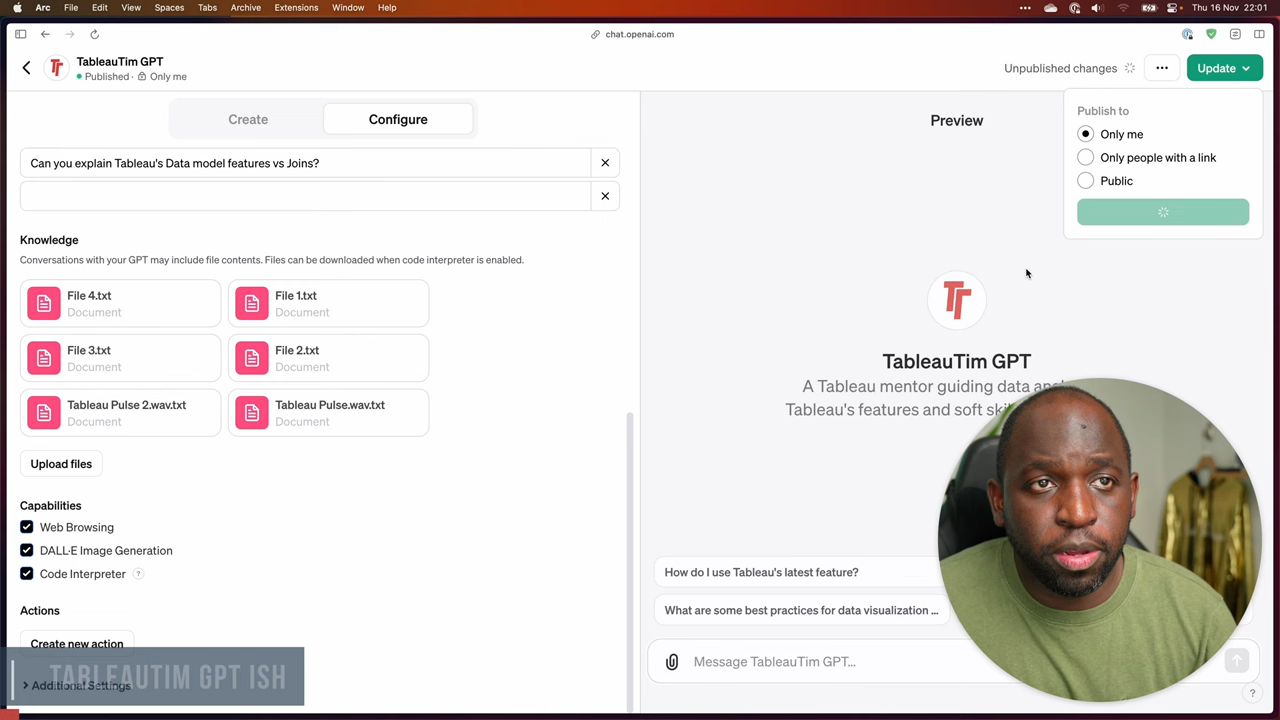 Arc File Edit View Spaces Tabs Archive Extensions Window Help
Thu 16 Nov 22:01
chat.openai.com
TableauTim GPT
Published · Only me
Unpublished changes
Update
Create
Configure
Can you explain Tableau's Data model features vs Joins?
Knowledge
Conversations with your GPT may include file contents. Files can be downloaded when code interpreter is enabled.
File 4.txt
Document
File 1.txt
Document
File 3.txt
Document
File 2.txt
Document
Tableau Pulse 2.wav.txt
Document
Tableau Pulse.wav.txt
Document
Upload files
Capabilities
Web Browsing
DALL·E Image Generation
Code Interpreter ?
Actions
Create new action
TABLEAUTIM GPT ISH
Additional Settings
Preview
Publish to
Only me
Only people with a link
Public
TableauTim GPT
A Tableau mentor guiding data
Tableau's features and soft
How do I use Tableau's latest feature?
What are some best practices for data visualization ...
Message TableauTim GPT...
?